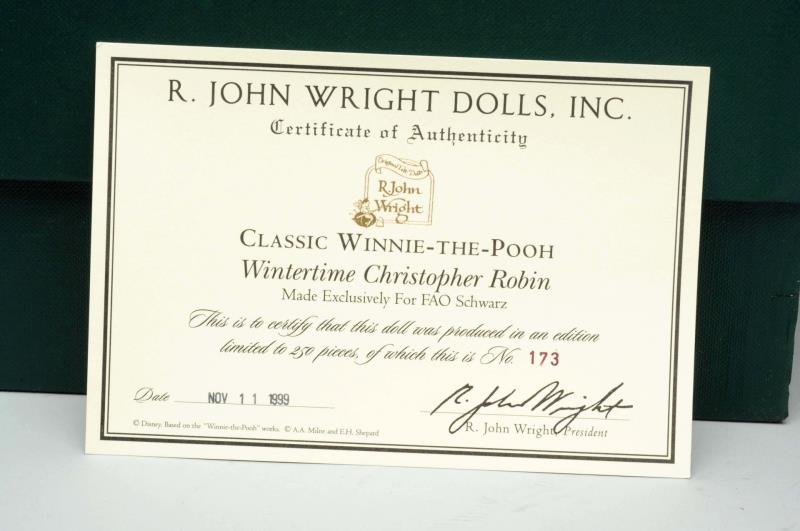 R. JOHN WRIGHT DOLLS, INC.
Certificate of Authenticity
Original Felt Dolls
R. John
Wright
CLASSIC WINNIE-THE-POOH
Wintertime Christopher Robin
Made Exclusively For FAO Schwarz
This is to certify that this doll was produced in an edition
limited to 250 pieces, of which this is No. 173
Date NOV 11 1999
R. John Wright
R. John Wright, President
© Disney. Based on the "Winnie-the-Pooh" works. © A.A. Milne and E.H. Shepard